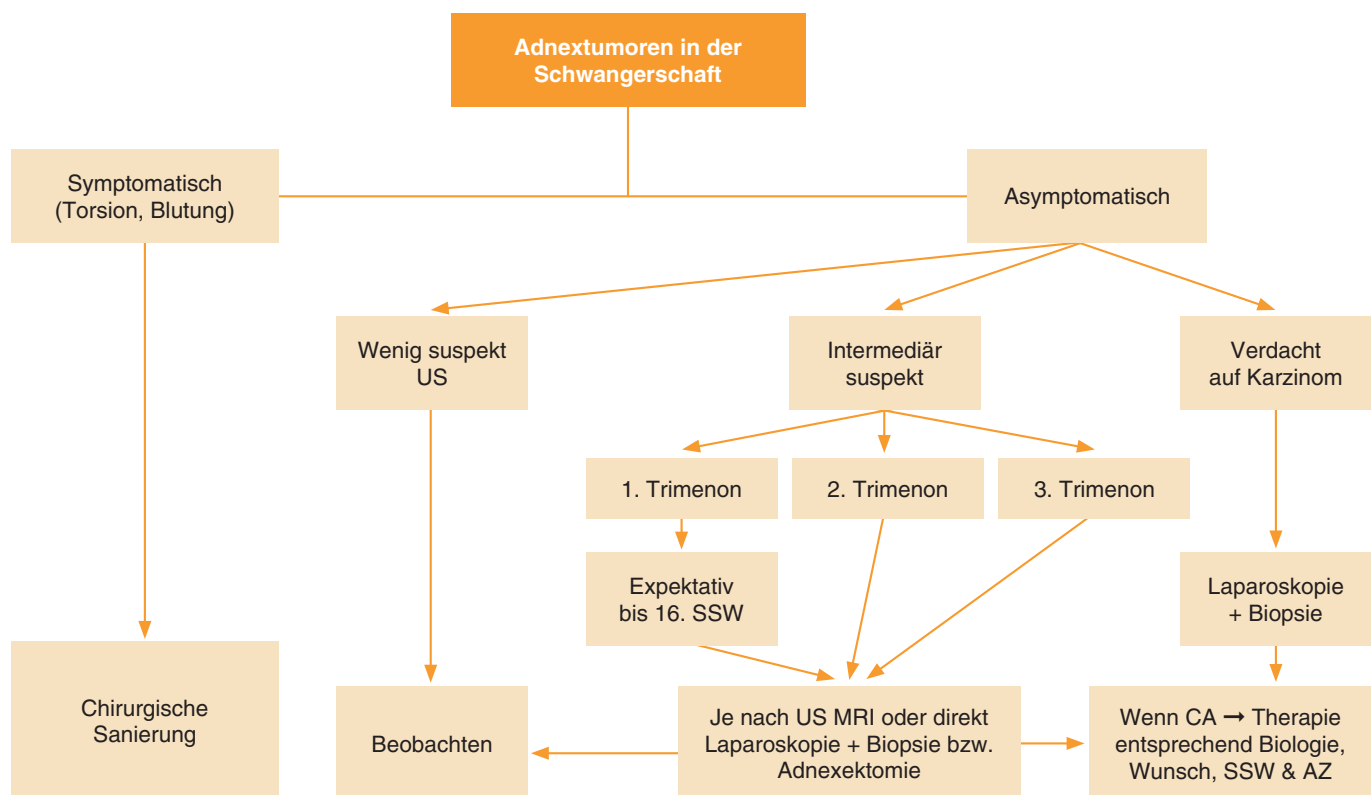 Adnextumoren in der
Schwangerschaft
Symptomatisch
(Torsion, Blutung)
Asymptomatisch
Wenig suspekt
US
Intermediär
suspekt
Verdacht
auf Karzinom
1. Trimenon
2. Trimenon
3. Trimenon
Expektativ
bis 16. SSW
Laparoskopie
+ Biopsie
Chirurgische
Sanierung
Beobachten
Je nach US MRI oder direkt
Laparoskopie + Biopsie bzw.
Adnexektomie
Wenn CA → Therapie
entsprechend Biologie,
Wunsch, SSW & AZ